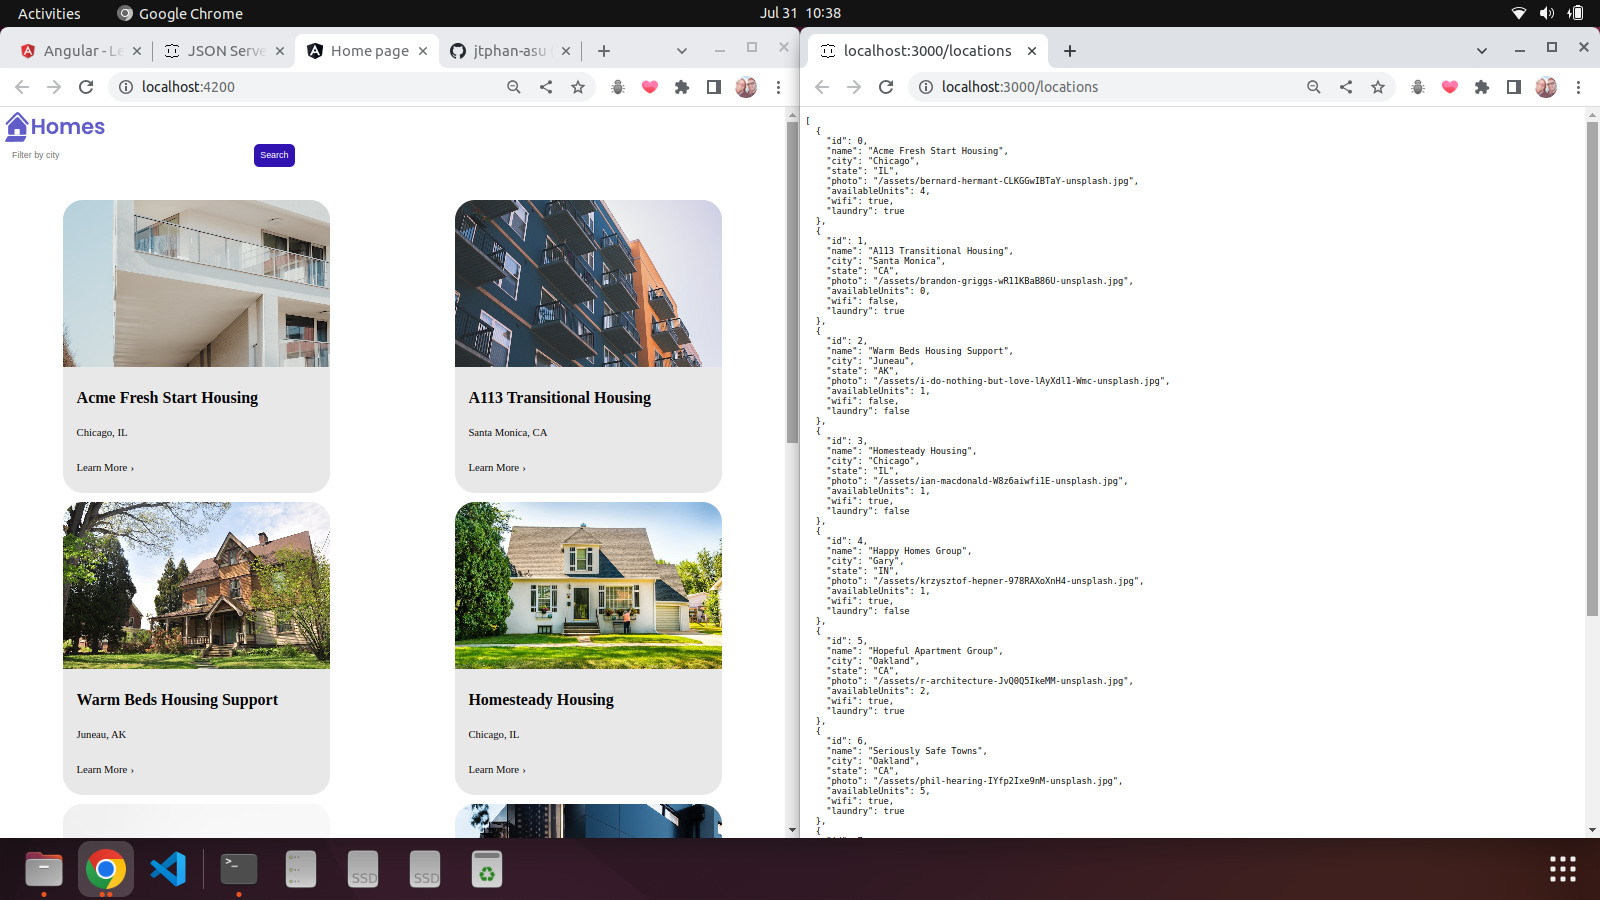 Activities
Google Chrome
Jul 31 10:38
Angular - Le
JSON Serve
Home page
jtphan-asu
localhost:4200
Homes
Filter by city
Search
Acme Fresh Start Housing
Chicago, IL
Learn More ›
A113 Transitional Housing
Santa Monica, CA
Learn More ›
Warm Beds Housing Support
Juneau, AK
Learn More ›
Homesteady Housing
Chicago, IL
Learn More ›
localhost:3000/locations
localhost:3000/locations
[
{
"id": 0,
"name": "Acme Fresh Start Housing",
"city": "Chicago",
"state": "IL",
"photo": "/assets/bernard-hermant-CLKGGwIBTaY-unsplash.jpg",
"availableUnits": 4,
"wifi": true,
"laundry": true
},
{
"id": 1,
"name": "A113 Transitional Housing",
"city": "Santa Monica",
"state": "CA",
"photo": "/assets/brandon-griggs-wR11KBaB86U-unsplash.jpg",
"availableUnits": 0,
"wifi": false,
"laundry": true
},
{
"id": 2,
"name": "Warm Beds Housing Support",
"city": "Juneau",
"state": "AK",
"photo": "/assets/i-do-nothing-but-love-lAyXdl1-Wmc-unsplash.jpg",
"availableUnits": 1,
"wifi": false,
"laundry": false
},
{
"id": 3,
"name": "Homesteady Housing",
"city": "Chicago",
"state": "IL",
"photo": "/assets/ian-macdonald-W8z6aiwfi1E-unsplash.jpg",
"availableUnits": 1,
"wifi": true,
"laundry": false
},
{
"id": 4,
"name": "Happy Homes Group",
"city": "Gary",
"state": "IN",
"photo": "/assets/krzysztof-hepner-978RAXoXnH4-unsplash.jpg",
"availableUnits": 1,
"wifi": true,
"laundry": false
},
{
"id": 5,
"name": "Hopeful Apartment Group",
"city": "Oakland",
"state": "CA",
"photo": "/assets/r-architecture-JvQ0Q5IkeMM-unsplash.jpg",
"availableUnits": 2,
"wifi": true,
"laundry": true
},
{
"id": 6,
"name": "Seriously Safe Towns",
"city": "Oakland",
"state": "CA",
"photo": "/assets/phil-hearing-IYfp2Ixe9nM-unsplash.jpg",
"availableUnits": 5,
"wifi": true,
"laundry": true
},
{
SSD
SSD